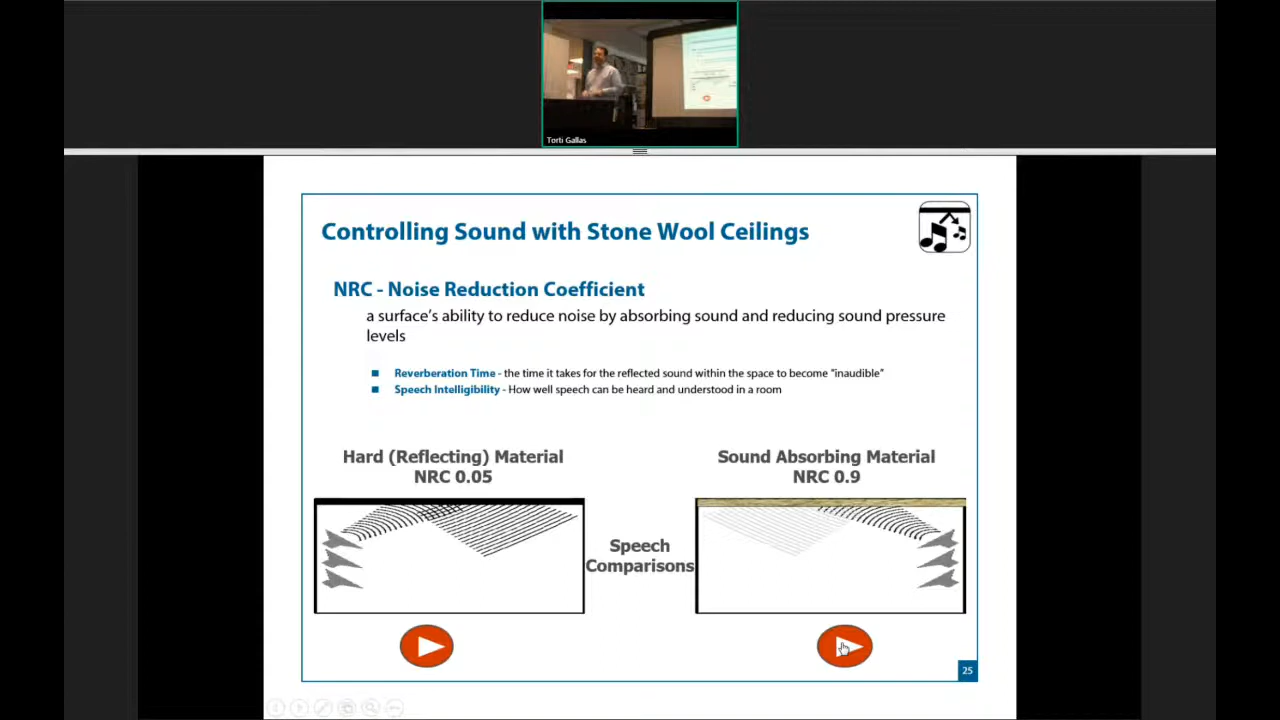 Torti Gallas
Controlling Sound with Stone Wool Ceilings
NRC - Noise Reduction Coefficient
a surface's ability to reduce noise by absorbing sound and reducing sound pressure
levels
Reverberation Time - the time it takes for the reflected sound within the space to become "inaudible"
Speech Intelligibility - How well speech can be heard and understood in a room
Hard (Reflecting) Material
NRC 0.05
Sound Absorbing Material
NRC 0.9
Speech
Comparisons
25